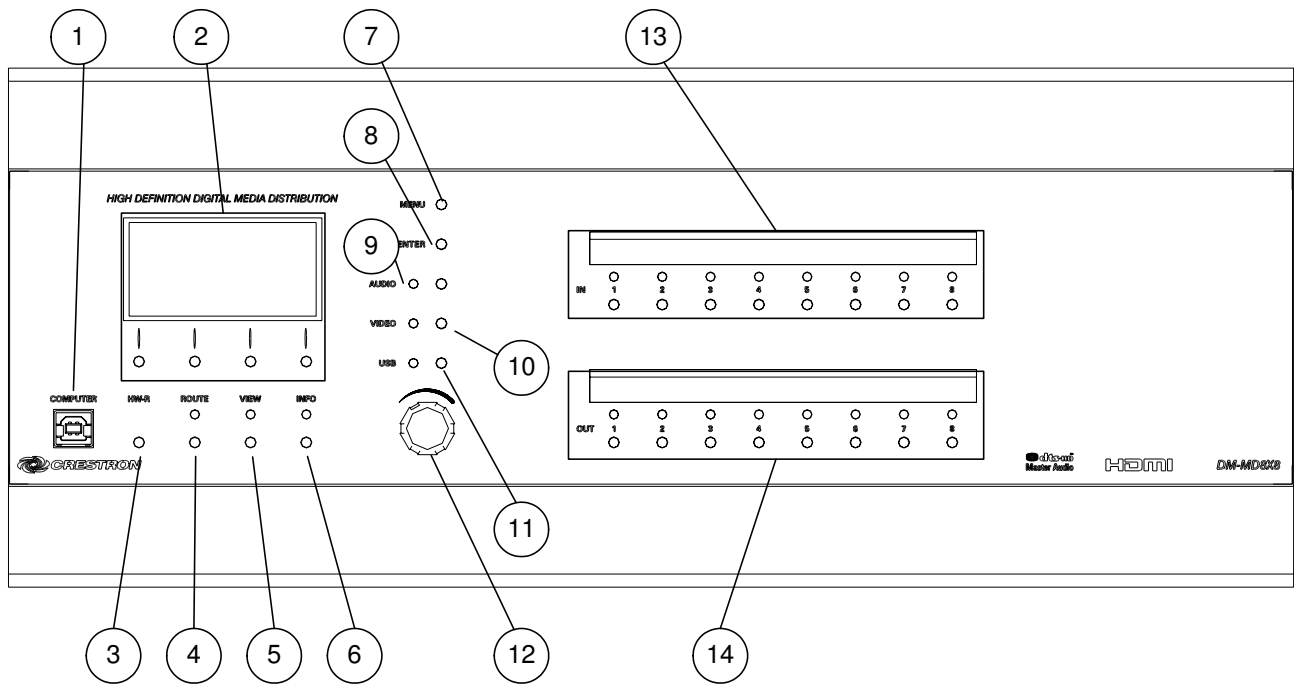 1
2
7
13
8
HIGH DEFINITION DIGITAL MEDIA DISTRIBUTION
MENU
9
ENTER
AUDIO
IN 1 2 3 4 5 6 7 8
VIDEO
10
USB
COMPUTER HW-R ROUTE VIEW INFO
OUT 1 2 3 4 5 6 7 8
CRESTRON
dts-HD
Master Audio
HDMI
DM-MD8X8
11
3
4
5
6
12
14